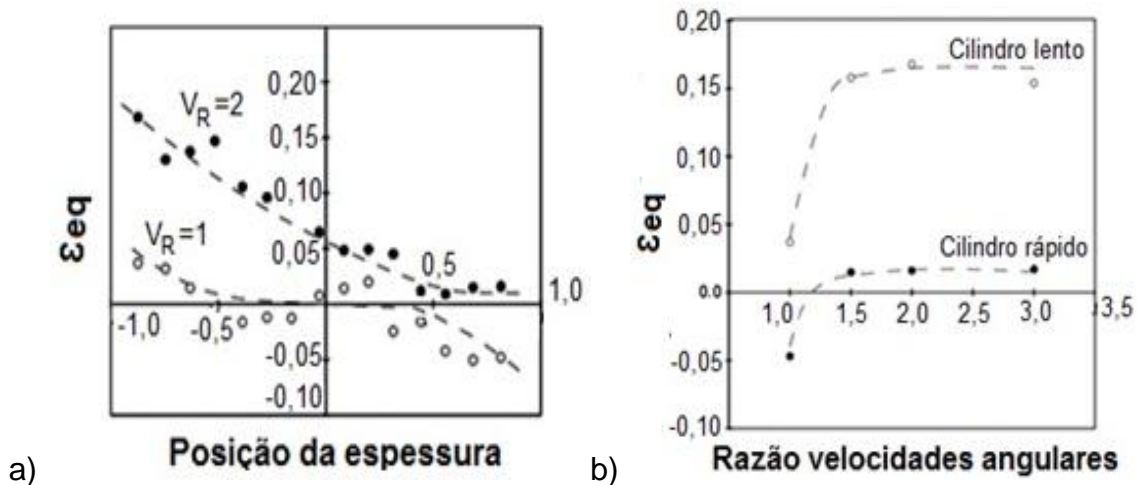 0,20
0,15
0,10
0,05
-0,05
-0,10
-1,0
-0,5
0,5
1,0
V_R=2
V_R=1
εeq
Posição da espessura
a)
0,20
0,15
0,10
0,05
0.0
-0,05
-0,10
1,0
1,5
2,0
2,5
3,0
3,5
Cilindro lento
Cilindro rápido
εeq
Razão velocidades angulares
b)